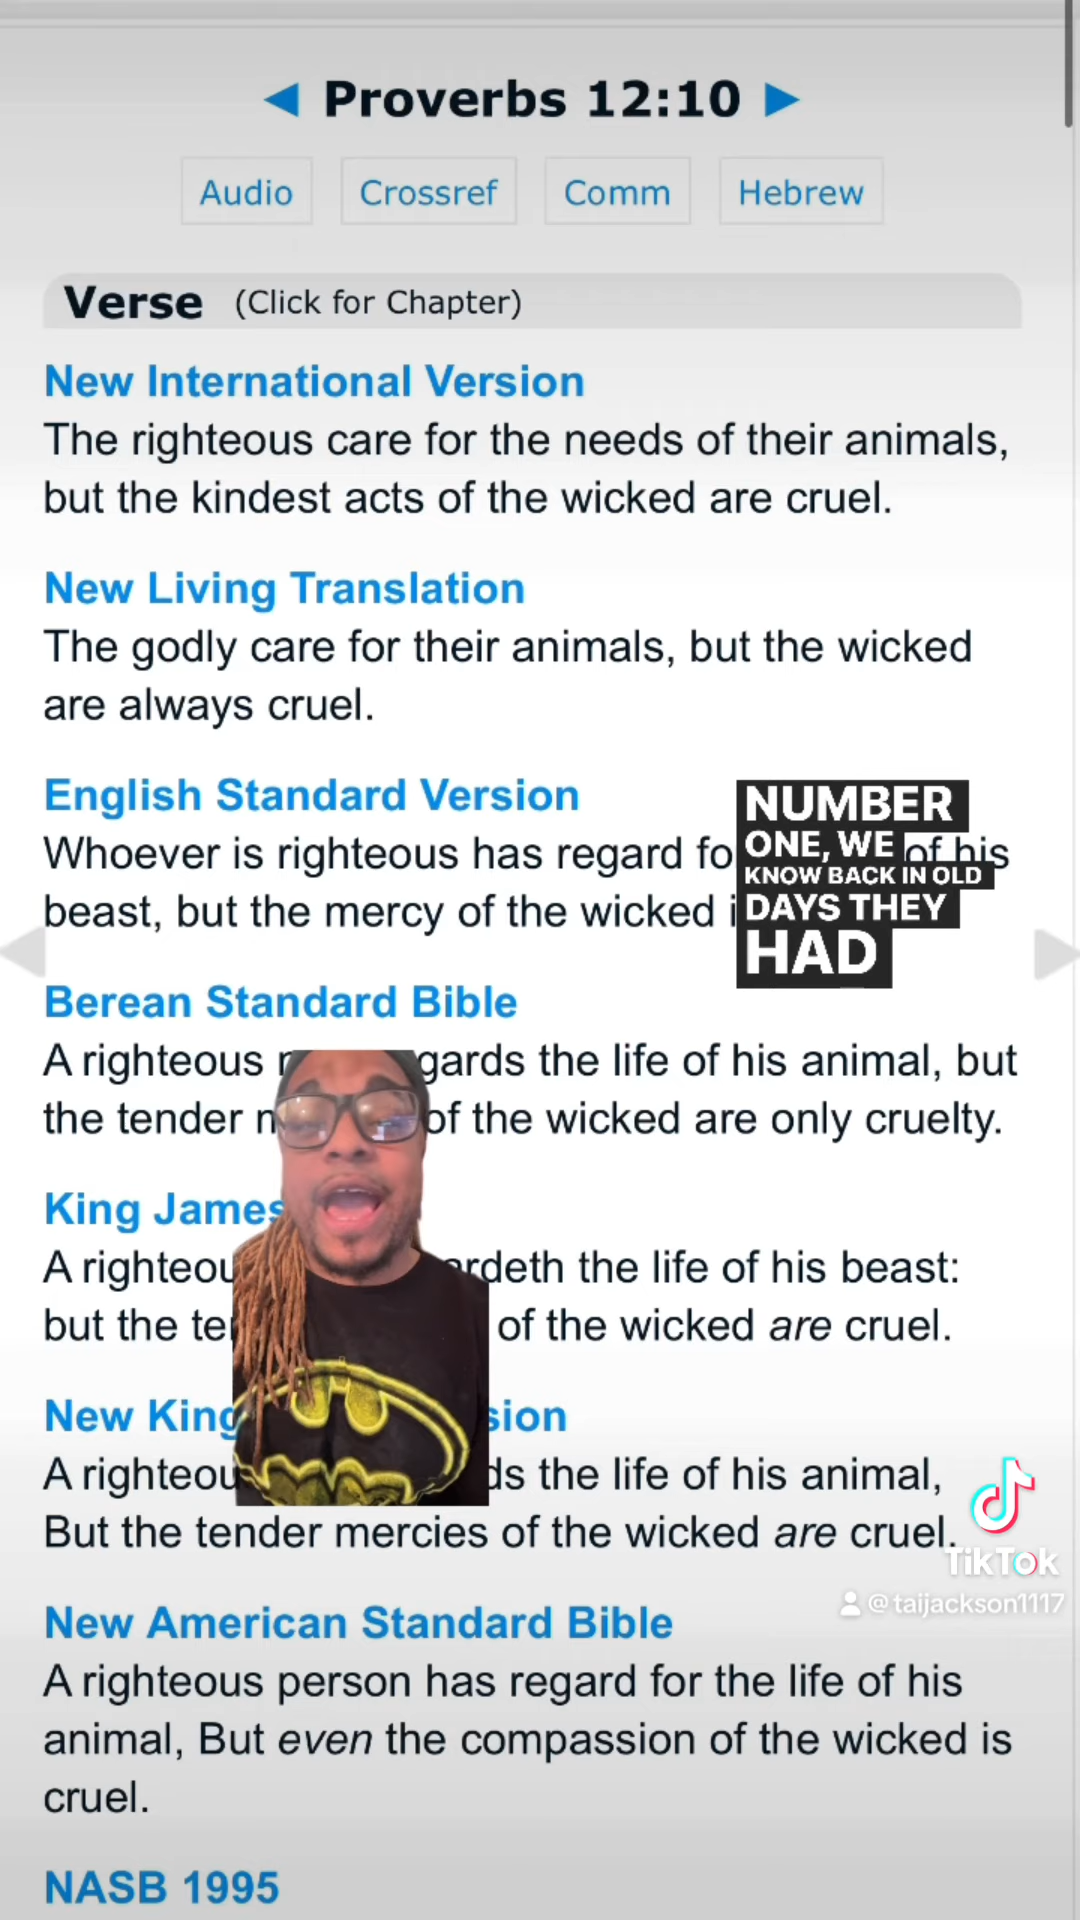 Proverbs 12:10
Audio
Crossref
Comm
Hebrew
Verse (Click for Chapter)
New International Version
The righteous care for the needs of their animals,
but the kindest acts of the wicked are cruel.
New Living Translation
The godly care for their animals, but the wicked
are always cruel.
English Standard Version
Whoever is righteous has regard fo of his
beast, but the mercy of the wicked i
NUMBER
ONE, WE
KNOW BACK IN OLD
DAYS THEY
HAD
Berean Standard Bible
A righteous gards the life of his animal, but
the tender of the wicked are only cruelty.
King James
A righteou rdeth the life of his beast:
but the te of the wicked are cruel.
New King sion
A righteou ds the life of his animal,
But the tender mercies of the wicked are cruel.
TikTok
@taijackson1117
New American Standard Bible
A righteous person has regard for the life of his
animal, But even the compassion of the wicked is
cruel.
NASB 1995